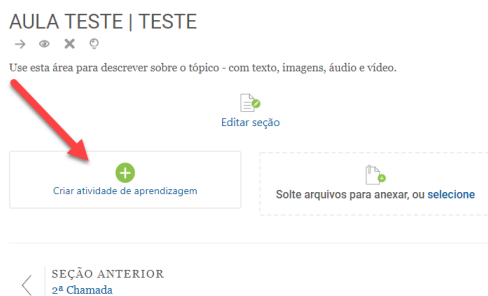 AULA TESTE | TESTE
Use esta área para descrever sobre o tópico - com texto, imagens, áudio e vídeo.
Editar seção
Criar atividade de aprendizagem
Solte arquivos para anexar, ou selecione
SEÇÃO ANTERIOR
2ª Chamada